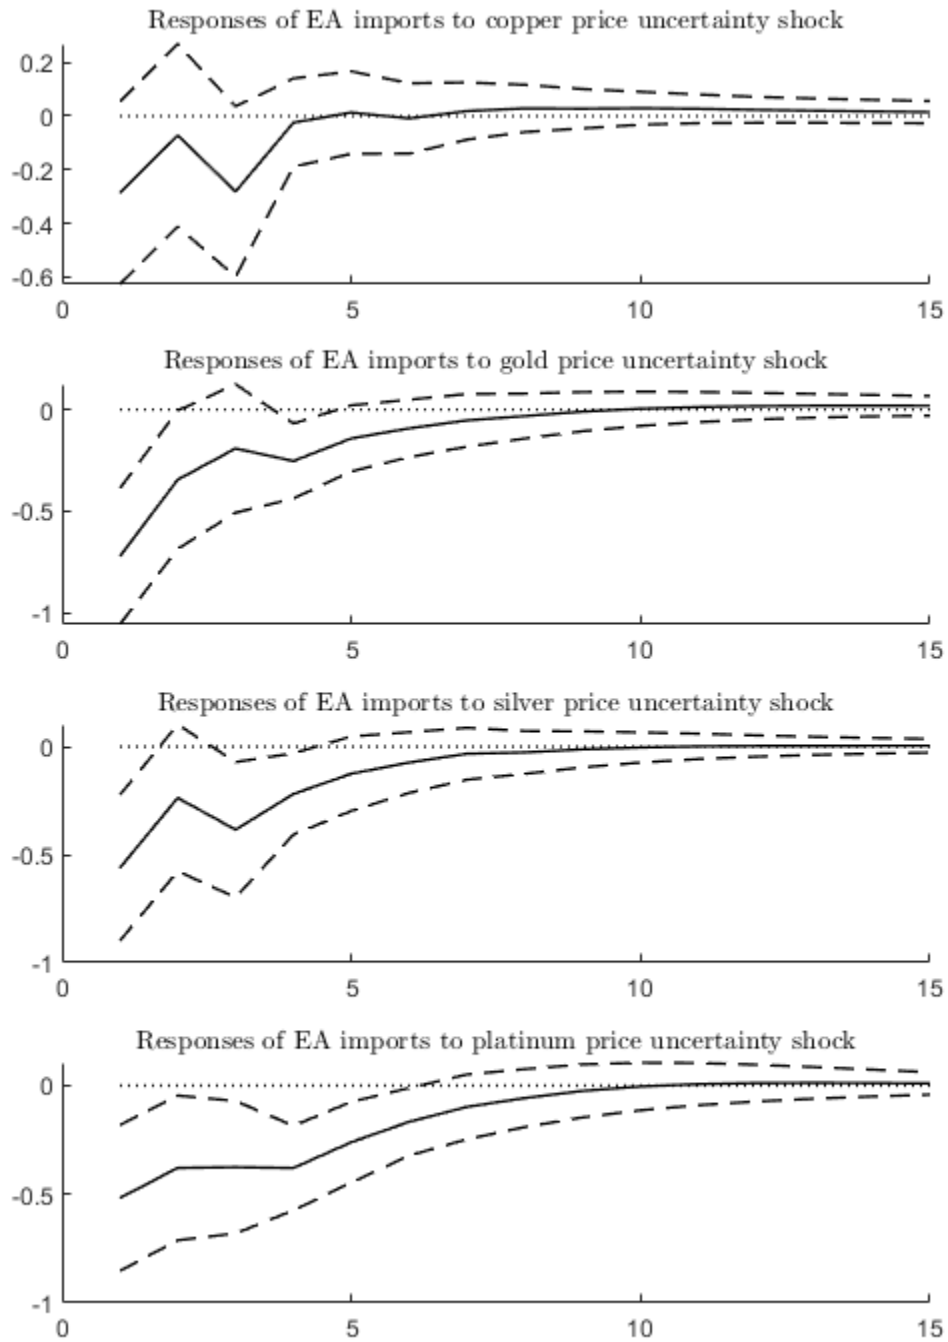 Responses of EA imports to copper price uncertainty shock
0.2
0
-0.2
-0.4
-0.6
0 5 10 15
Responses of EA imports to gold price uncertainty shock
0
-0.5
-1
0 5 10 15
Responses of EA imports to silver price uncertainty shock
0
-0.5
-1
0 5 10 15
Responses of EA imports to platinum price uncertainty shock
0
-0.5
-1
0 5 10 15